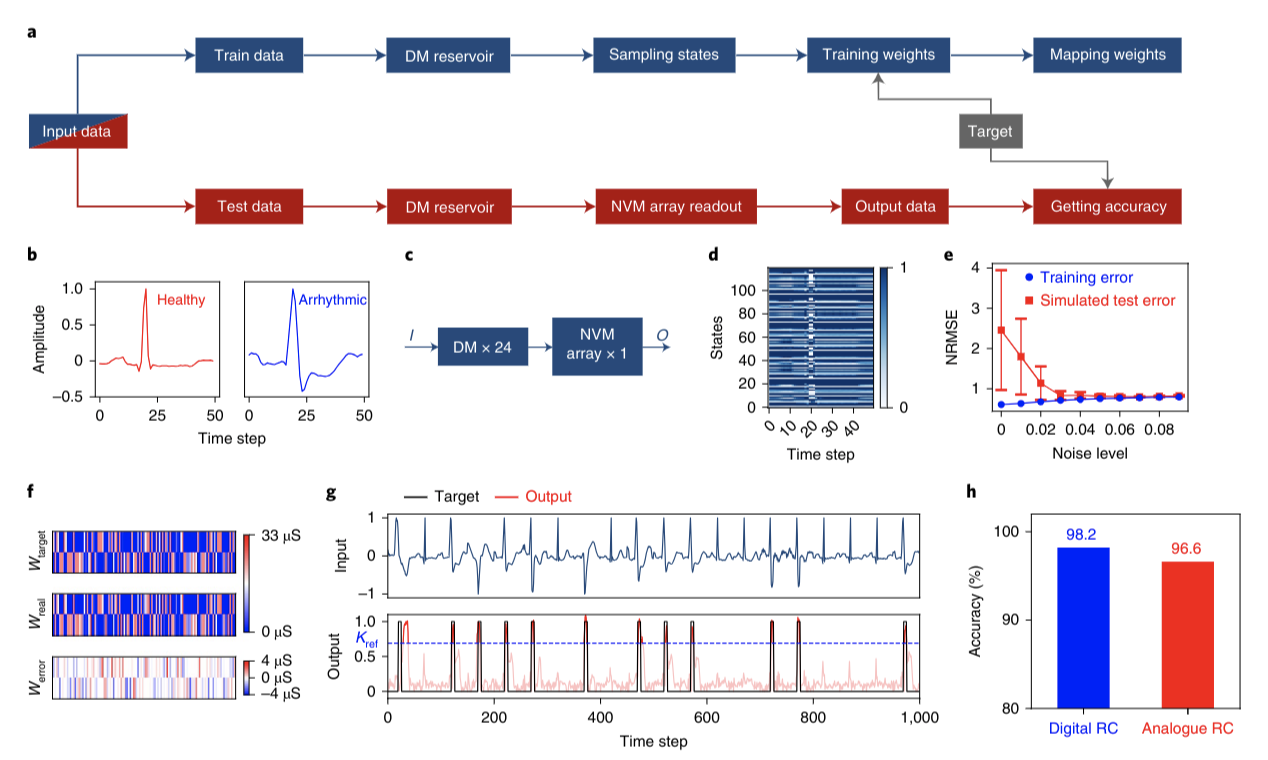 a
Train data
DM reservoir
Sampling states
Training weights
Mapping weights
Input data
Target
Test data
DM reservoir
NVM array readout
Output data
Getting accuracy
b
Amplitude
1.0
0.5
0
−0.5
Healthy
0 25 50
Arrhythmic
0 25 50
Time step
c
I
DM × 24
NVM
array × 1
O
d
States
100
80
60
40
20
0
0 10 20 30 40
Time step
1
0
e
NRMSE
4
3
2
1
Training error
Simulated test error
0 0.02 0.04 0.06 0.08
Noise level
f
Wtarget
33 µS
Wreal
0 µS
Werror
4 µS
0 µS
−4 µS
g
Target Output
Input
1
0
−1
Output
1.0
Kref
0.5
0
0 200 400 600 800 1,000
Time step
h
Accuracy (%)
100
90
80
98.2
96.6
Digital RC
Analogue RC